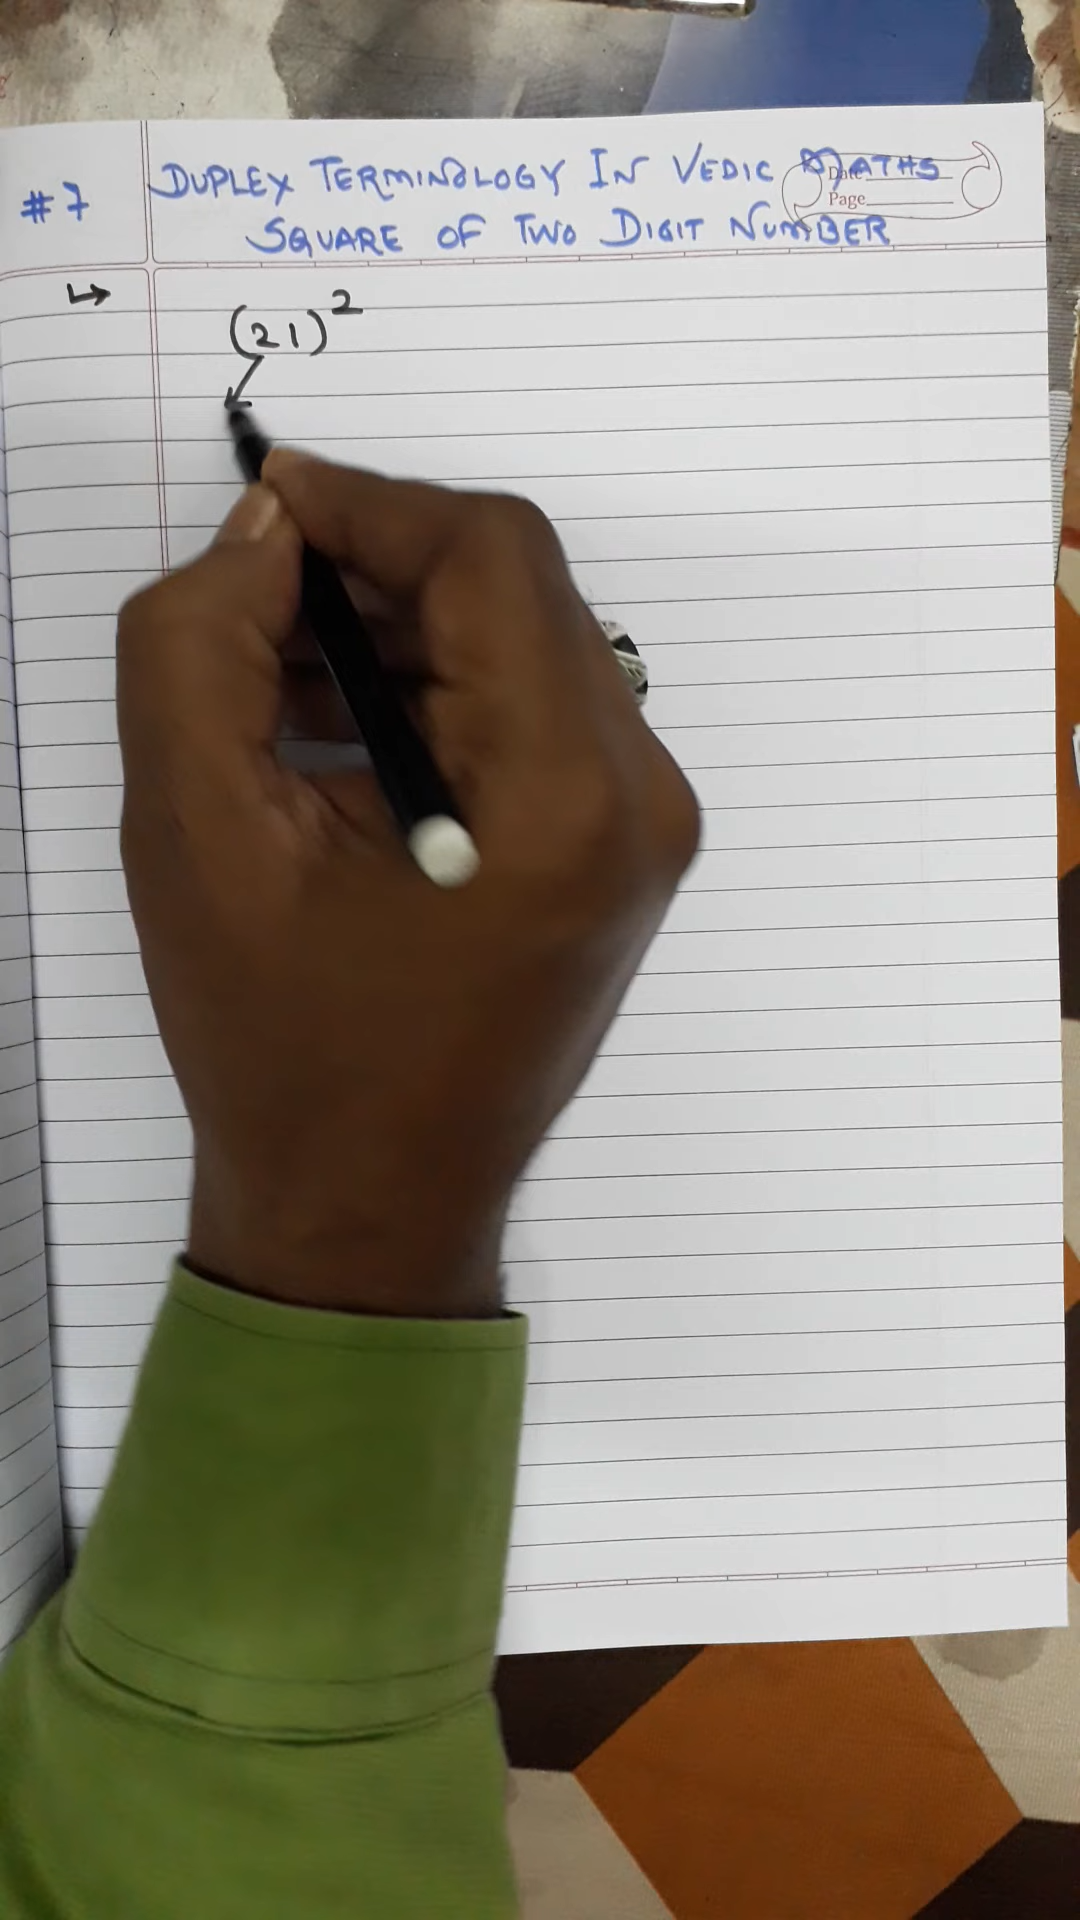 #7
DUPLEX TERMINOLOGY IN VEDIC MATHS
Date
Page
SQUARE OF TWO DIGIT NUMBER
↳ (21)²